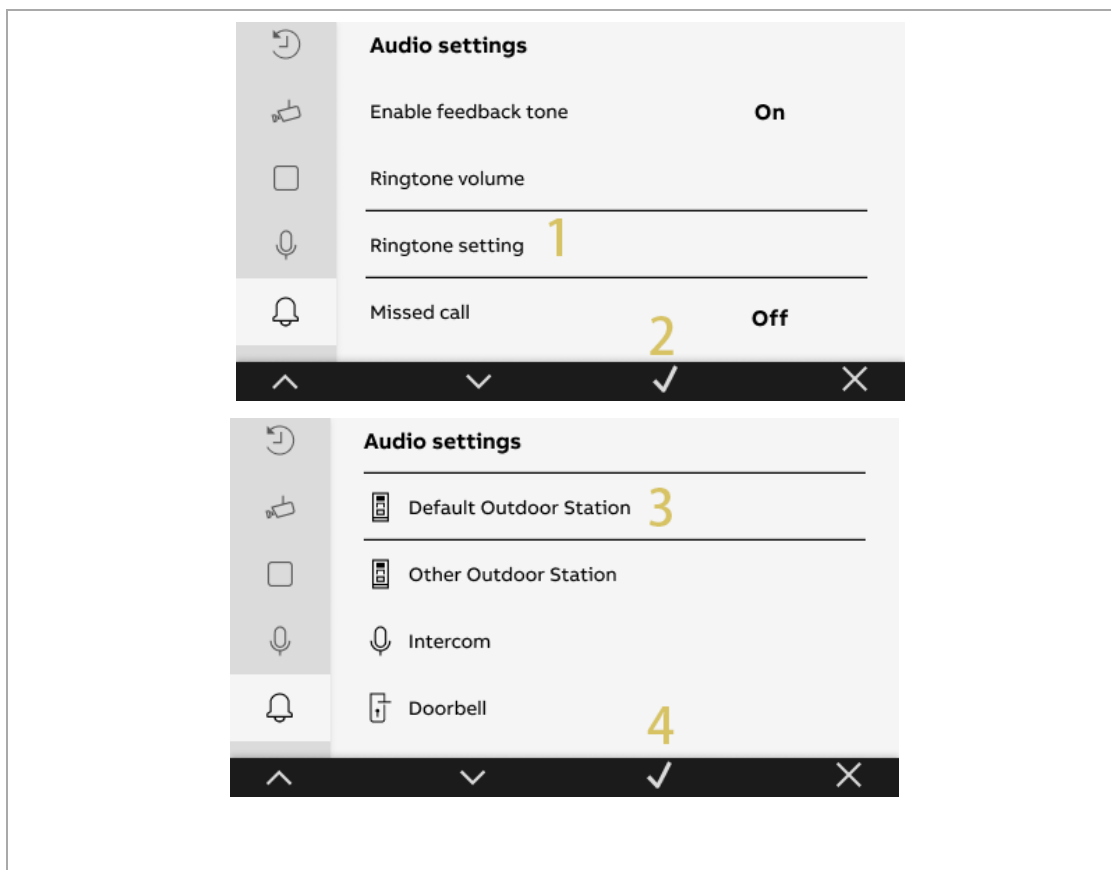 Audio settings
Enable feedback tone On
Ringtone volume
Ringtone setting 1
Missed call 2 Off
Audio settings
Default Outdoor Station 3
Other Outdoor Station
Intercom
Doorbell 4